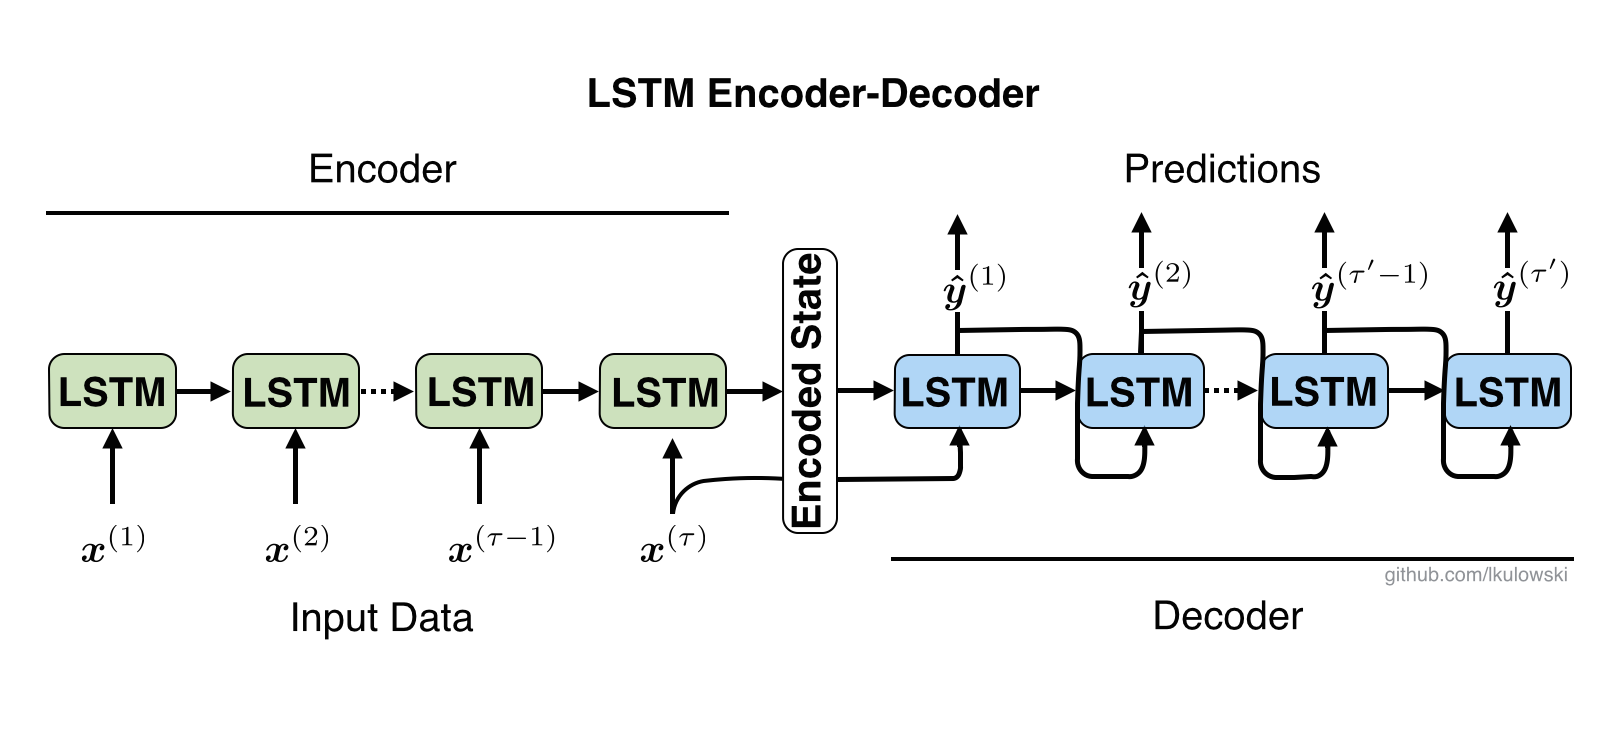 LSTM Encoder-Decoder
Encoder
Predictions
ŷ^(1) ŷ^(2) ŷ^(τ′−1) ŷ^(τ′)
LSTM LSTM LSTM LSTM
Encoded State
LSTM LSTM LSTM LSTM
x^(1) x^(2) x^(τ−1) x^(τ)
github.com/lkulowski
Input Data
Decoder